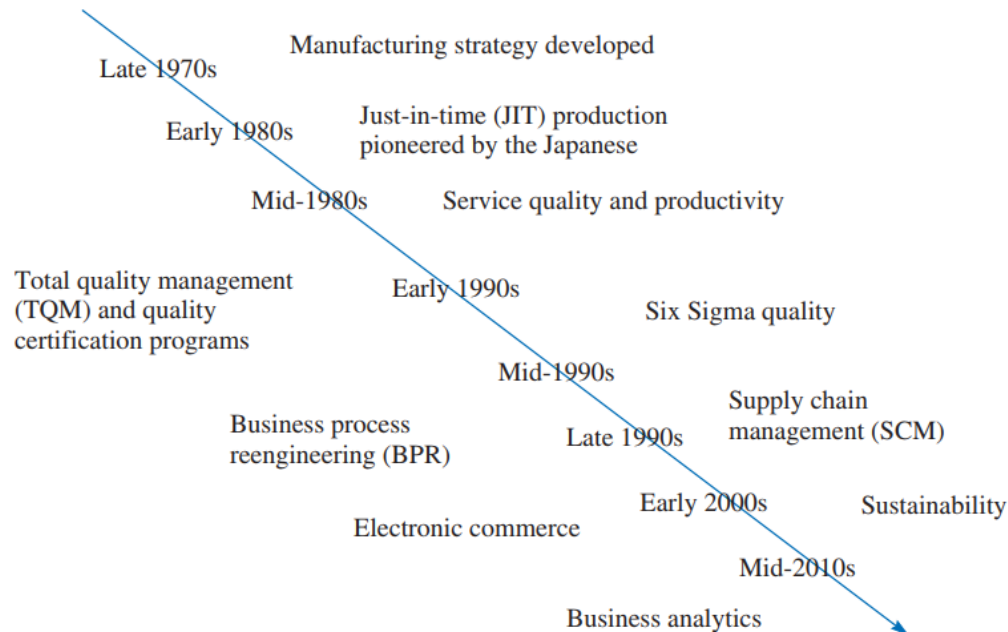 Manufacturing strategy developed
Late 1970s
Just-in-time (JIT) production
pioneered by the Japanese
Early 1980s
Mid-1980s
Service quality and productivity
Total quality management
(TQM) and quality
certification programs
Early 1990s
Six Sigma quality
Mid-1990s
Supply chain
management (SCM)
Business process
reengineering (BPR)
Late 1990s
Early 2000s
Sustainability
Electronic commerce
Mid-2010s
Business analytics